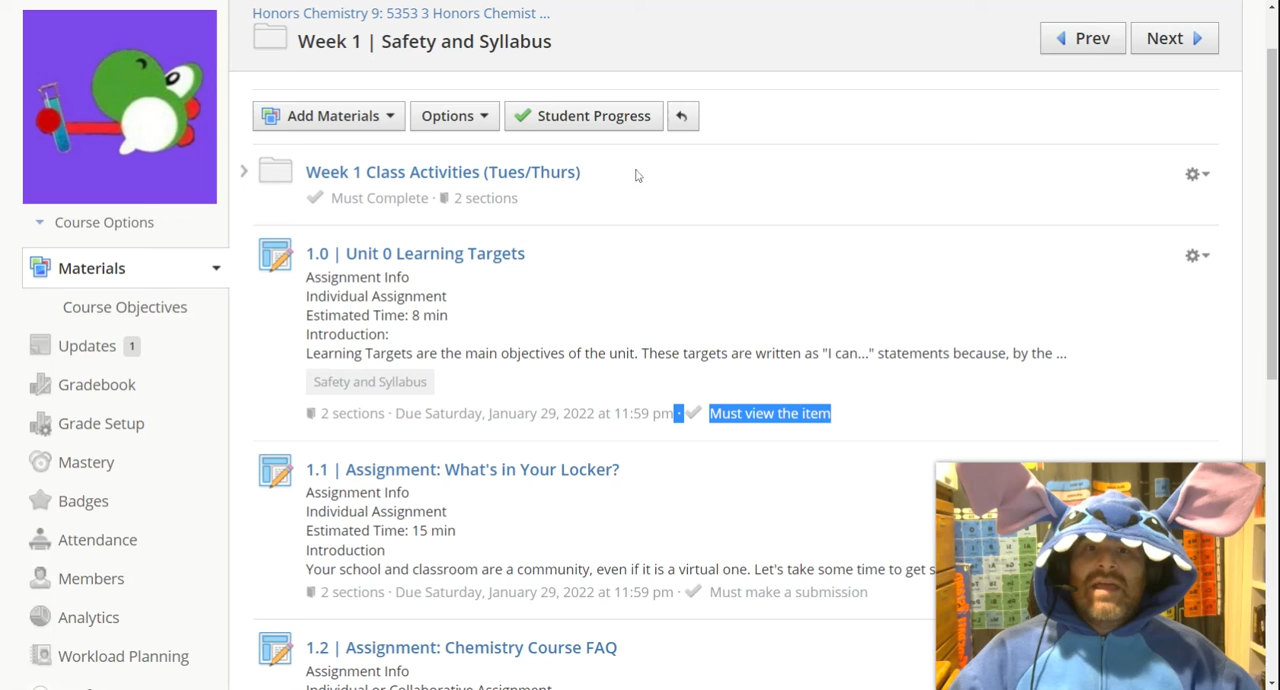 Honors Chemistry 9: 5353 3 Honors Chemist ...
Week 1 | Safety and Syllabus
Prev
Next
Add Materials
Options
Student Progress
Week 1 Class Activities (Tues/Thurs)
Must Complete · 2 sections
1.0 | Unit 0 Learning Targets
Assignment Info
Individual Assignment
Estimated Time: 8 min
Introduction:
Learning Targets are the main objectives of the unit. These targets are written as "I can..." statements because, by the ...
Safety and Syllabus
2 sections · Due Saturday, January 29, 2022 at 11:59 pm · Must view the item
1.1 | Assignment: What's in Your Locker?
Assignment Info
Individual Assignment
Estimated Time: 15 min
Introduction
Your school and classroom are a community, even if it is a virtual one. Let's take some time to get s
2 sections · Due Saturday, January 29, 2022 at 11:59 pm · Must make a submission
1.2 | Assignment: Chemistry Course FAQ
Assignment Info
Individual or Collaborative Assignment
Course Options
Materials
Course Objectives
Updates 1
Gradebook
Grade Setup
Mastery
Badges
Attendance
Members
Analytics
Workload Planning